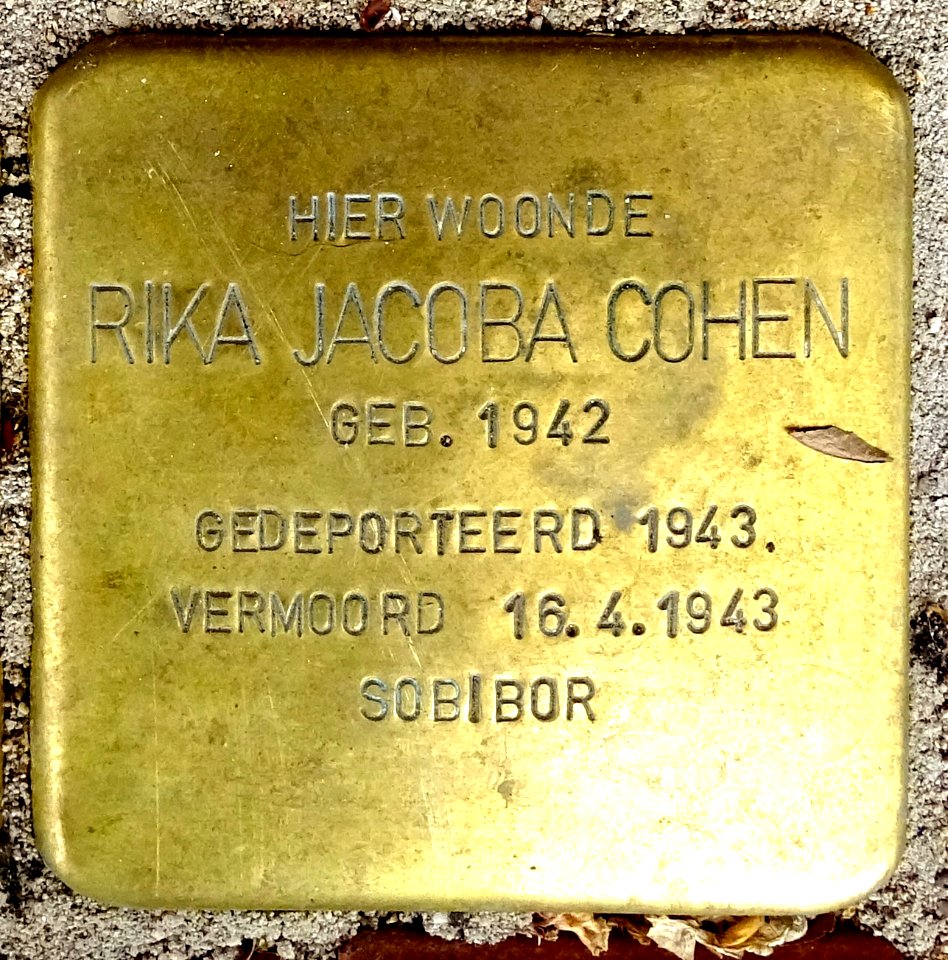 HIER WOONDE
RIKA JACOBA COHEN
GEB. 1942
GEDEPORTEERD 1943.
VERMOORD 16.4.1943
SOBIBOR